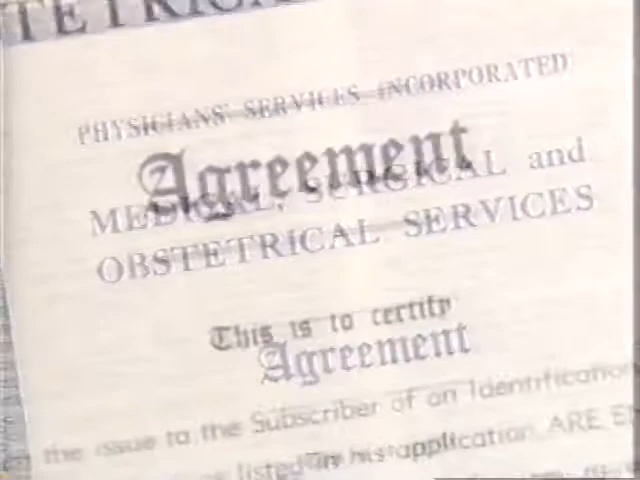 TETRICA
PHYSICIANS' SERVICES INCORPORATED
Agreement
MEDICAL, SURGICAL and
OBSTETRICAL SERVICES
This is to certify
Agreement
the issue to the Subscriber of an Identification
listed in his application, ARE E